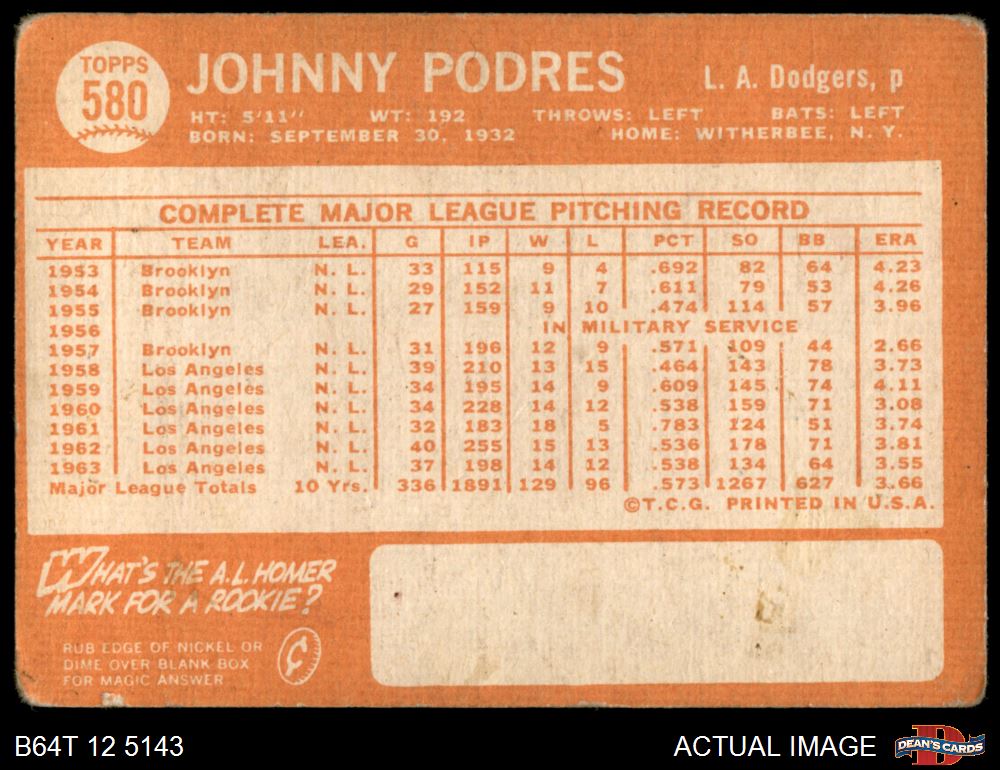 TOPPS
580
JOHNNY PODRES
L. A. Dodgers, p
HT: 5'11" WT: 192 THROWS: LEFT BATS: LEFT
BORN: SEPTEMBER 30, 1932 HOME: WITHERBEE, N. Y.
COMPLETE MAJOR LEAGUE PITCHING RECORD
YEAR TEAM LEA. G IP W L PCT SO BB ERA
1953 Brooklyn N. L. 33 115 9 4 .692 82 64 4.23
1954 Brooklyn N. L. 29 152 11 7 .611 79 53 4.26
1955 Brooklyn N. L. 27 159 9 10 .474 114 57 3.96
1956 IN MILITARY SERVICE
1957 Brooklyn N. L. 31 196 12 9 .571 109 44 2.66
1958 Los Angeles N. L. 39 210 13 15 .464 143 78 3.73
1959 Los Angeles N. L. 34 195 14 9 .609 145 74 4.11
1960 Los Angeles N. L. 34 228 14 12 .538 159 71 3.08
1961 Los Angeles N. L. 32 183 18 5 .783 124 51 3.74
1962 Los Angeles N. L. 40 255 15 13 .536 178 71 3.81
1963 Los Angeles N. L. 37 198 14 12 .538 134 64 3.55
Major League Totals 10 Yrs. 336 1891 129 96 .573 1267 627 3.66
©T.C.G. PRINTED IN U.S.A.
WHAT'S THE A.L. HOMER
MARK FOR A ROOKIE?
RUB EDGE OF NICKEL OR
DIME OVER BLANK BOX
FOR MAGIC ANSWER
¢
B64T 12 5143
ACTUAL IMAGE
DEAN'S CARDS